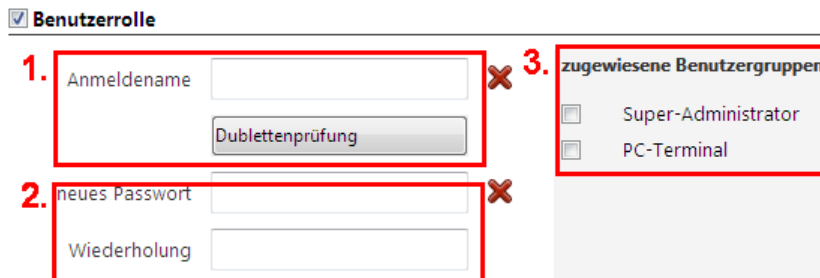 Benutzerrolle
1.
Anmeldename
Dublettenprüfung
2.
neues Passwort
Wiederholung
3.
zugewiesene Benutzergruppen
Super-Administrator
PC-Terminal